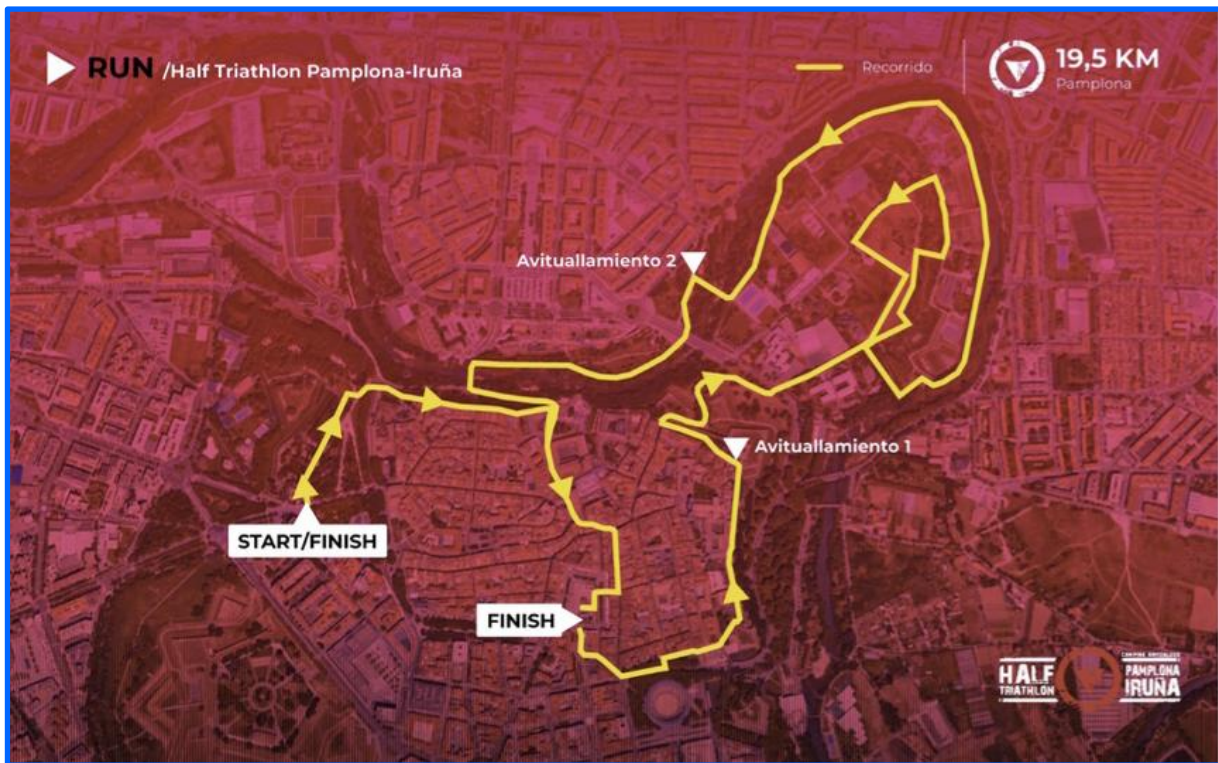 RUN /Half Triathlon Pamplona-Iruña
Recorrido
19,5 KM
Pamplona
Avituallamiento 2
Avituallamiento 1
START/FINISH
FINISH
HALF
TRIATHLON
PAMPLONA
IRUÑA